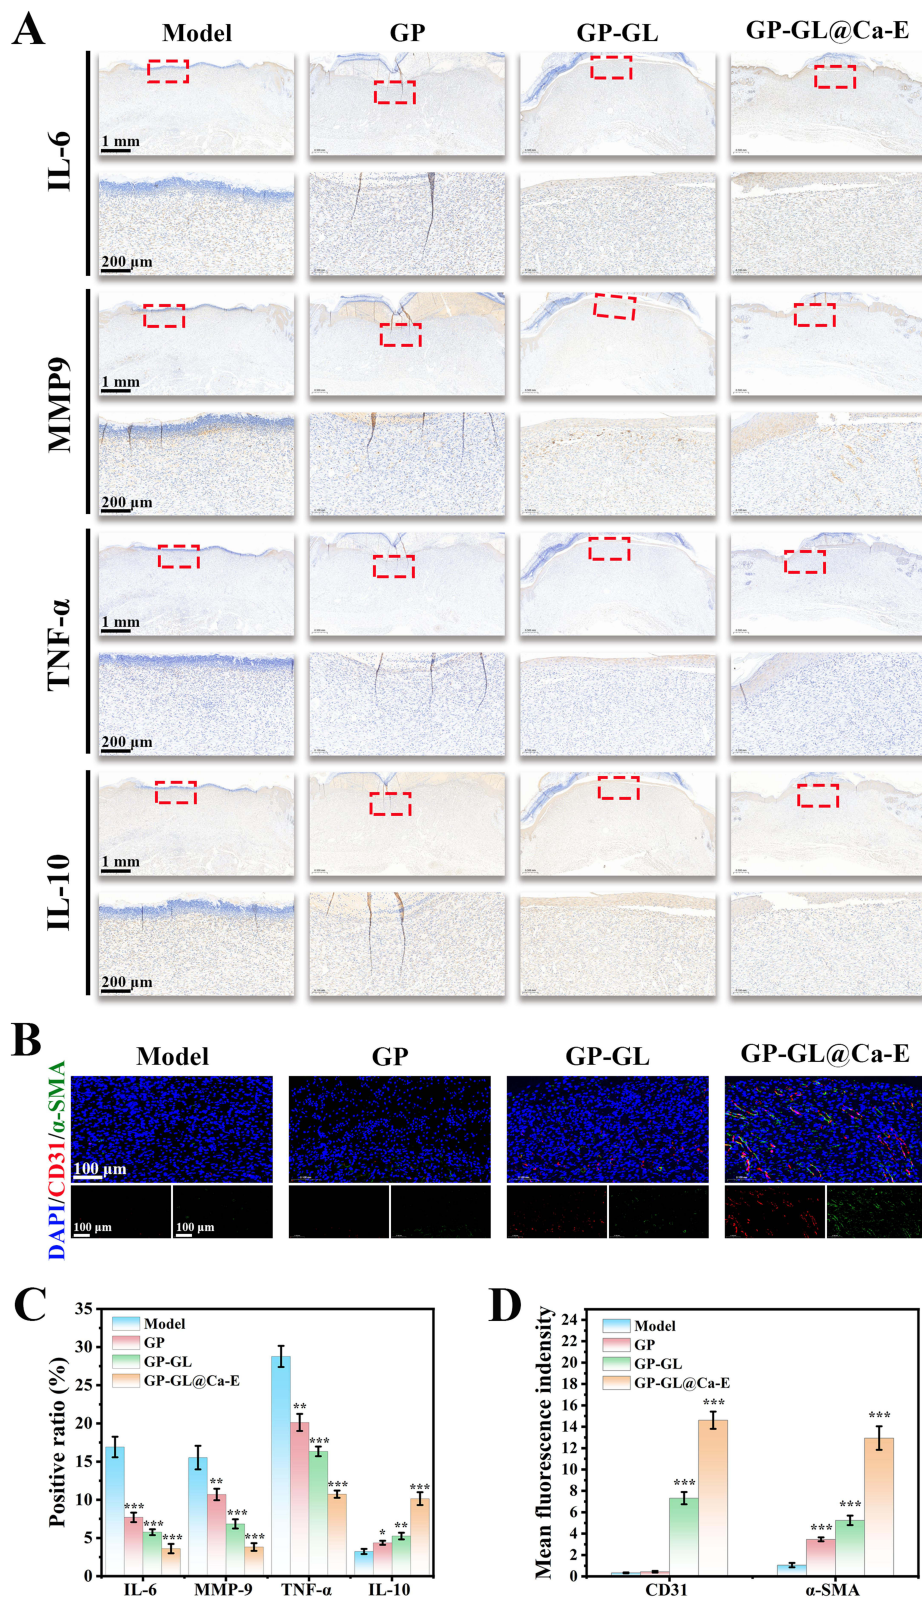 A
Model GP GP-GL GP-GL@Ca-E
IL-6
1 mm
200 μm
MMP9
1 mm
200 μm
TNF-α
1 mm
200 μm
IL-10
1 mm
200 μm
B
Model GP GP-GL GP-GL@Ca-E
DAPI/CD31/α-SMA
100 μm
100 μm 100 μm
C
Positive ratio (%)
35
30
25
20
15
10
5
0
Model
GP
GP-GL
GP-GL@Ca-E
*** *** ***
** *** ***
** *** ***
* ** ***
IL-6 MMP-9 TNF-α IL-10
D
Mean fluorescence indensity
24
22
20
18
16
14
12
10
8
6
4
2
0
Model
GP
GP-GL
GP-GL@Ca-E
*** ***
*** *** ***
CD31 α-SMA